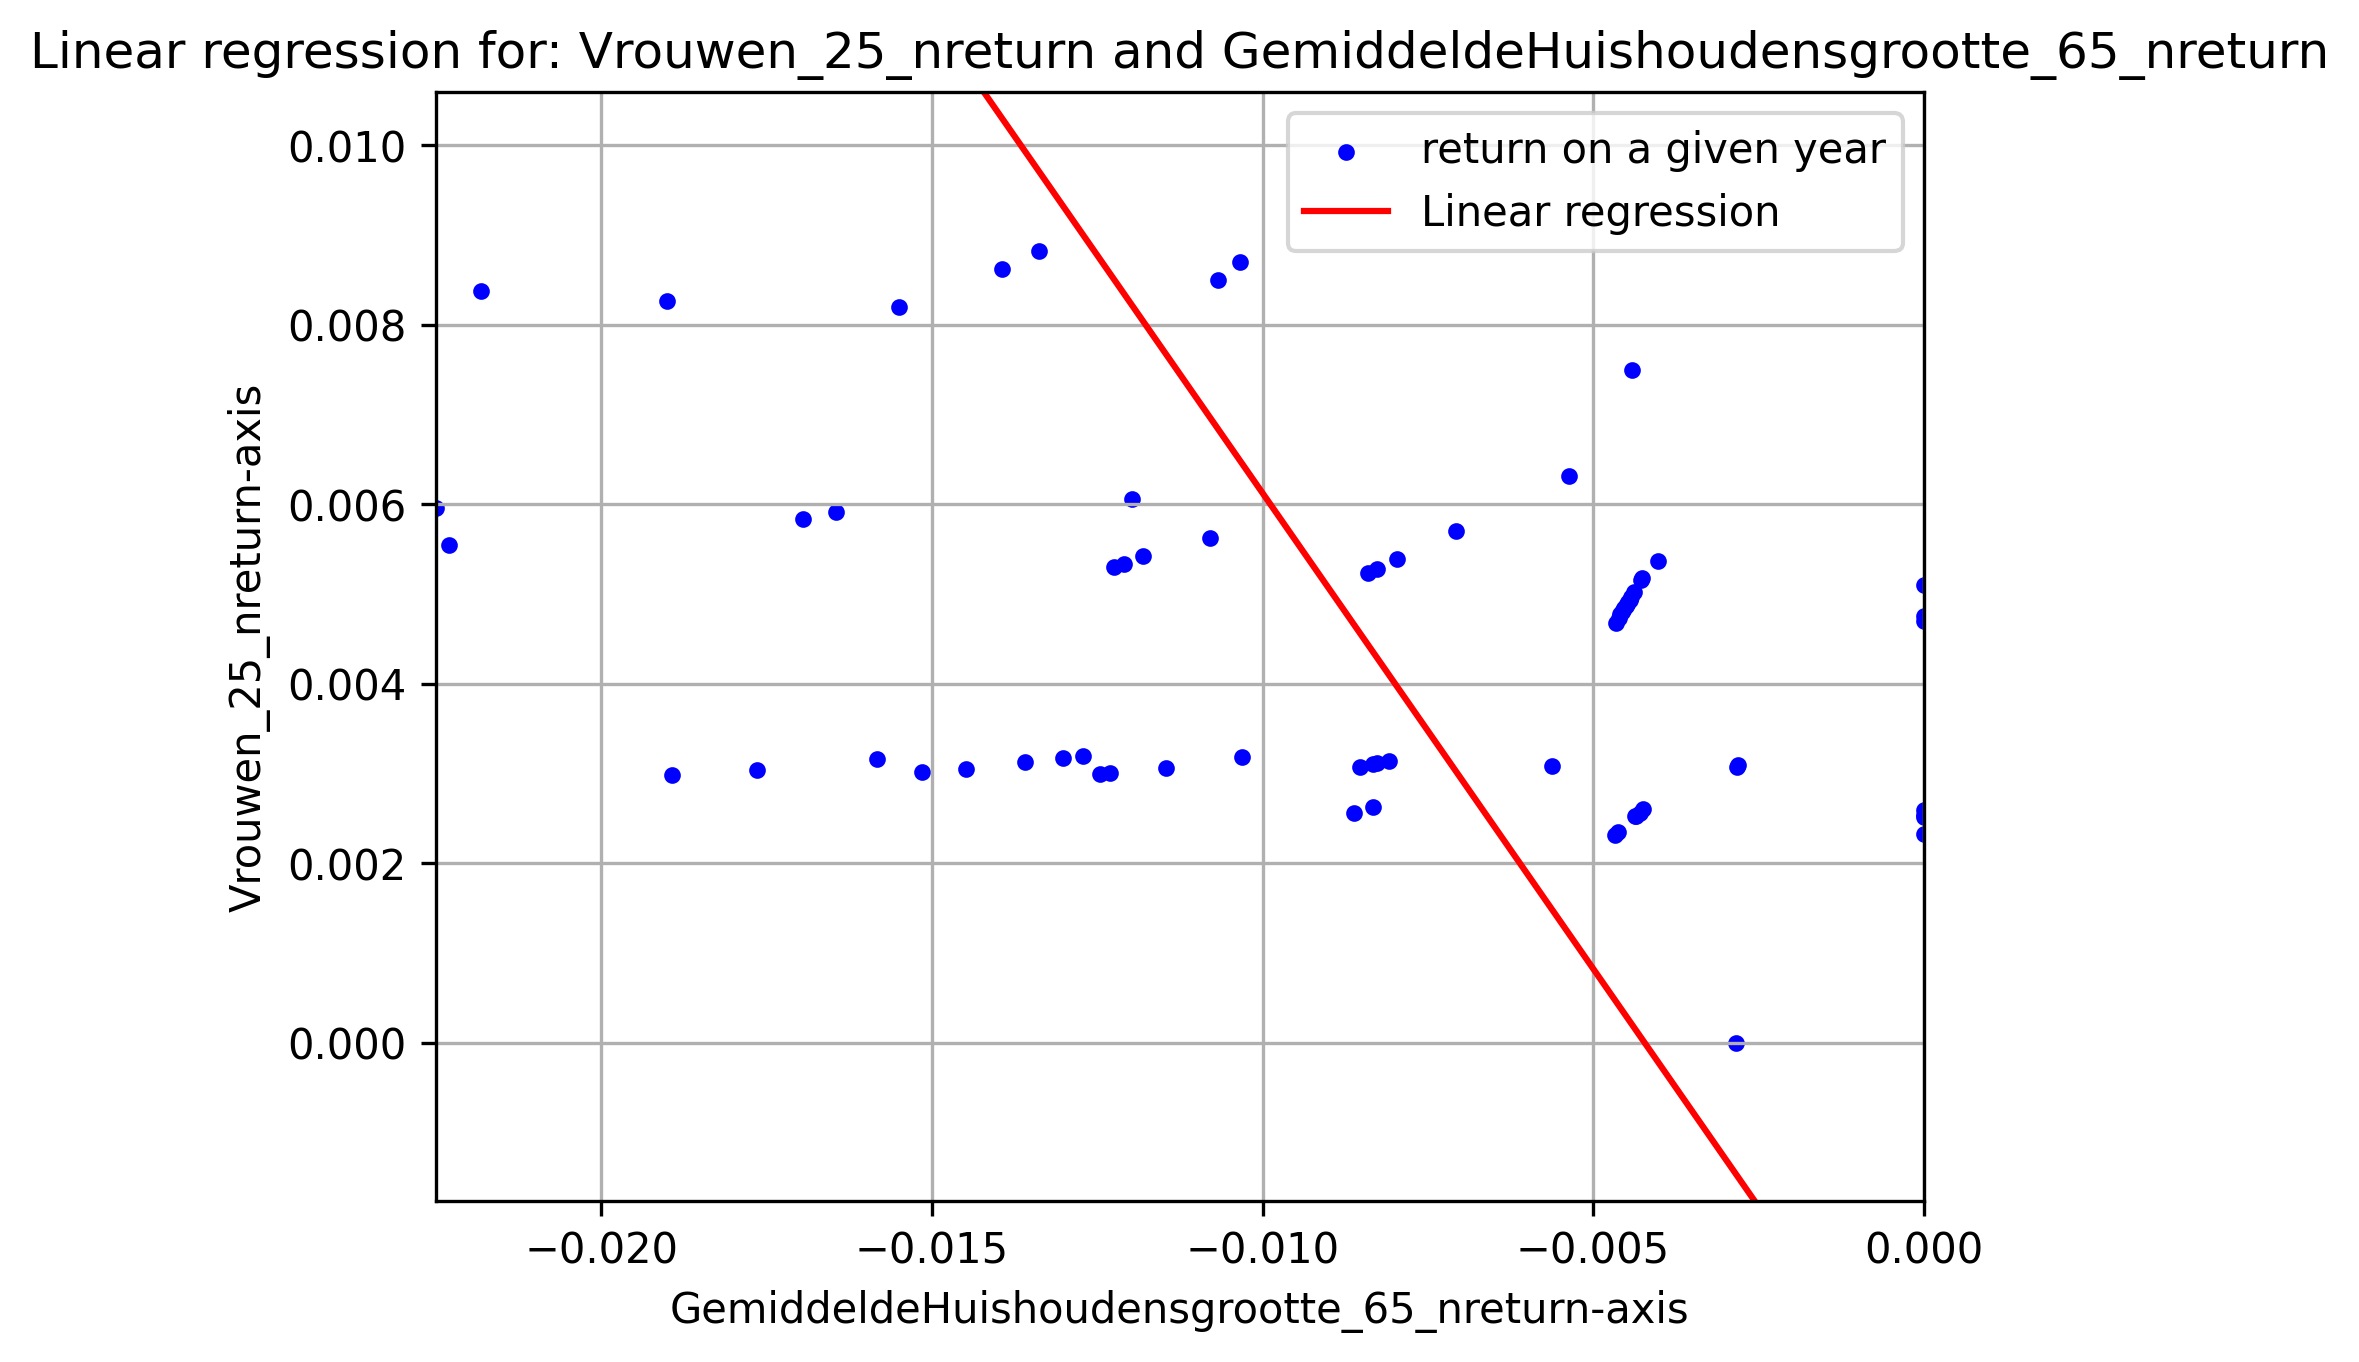 Linear regression for: Vrouwen_25_nreturn and GemiddeldeHuishoudensgrootte_65_nreturn
return on a given year
Linear regression
0.010
0.008
0.006
0.004
0.002
0.000
Vrouwen_25_nreturn-axis
−0.020
−0.015
−0.010
−0.005
0.000
GemiddeldeHuishoudensgrootte_65_nreturn-axis